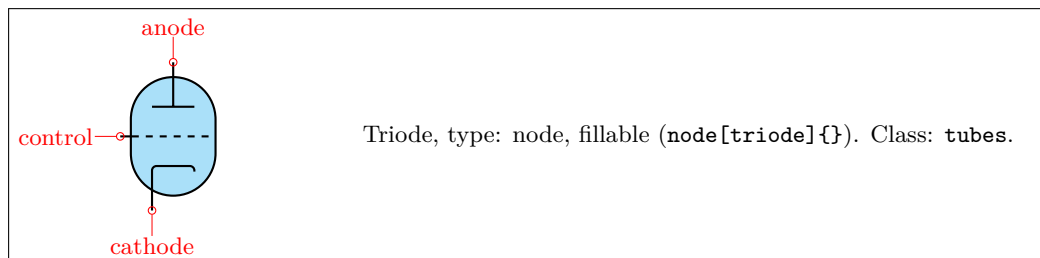 anode
control
Triode, type: node, fillable (node[triode]{}). Class: tubes.
cathode